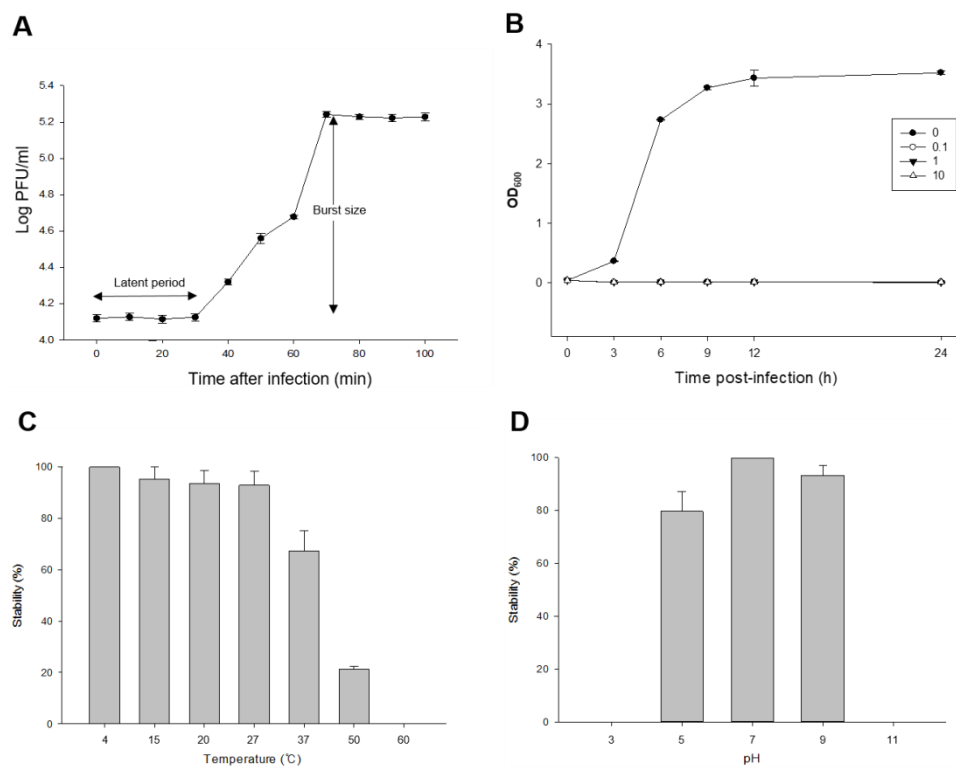 A
Log PFU/ml
5.4
5.2
4.8
4.6
4.4
4.2
4.0
Latent period
Burst size
0 20 40 60 80 100
Time after infection (min)
B
OD600
4
3
2
1
0
0
0.1
1
10
0 3 6 9 12 24
Time post-infection (h)
C
Stability (%)
100
80
60
40
20
0
4 15 20 27 37 50 60
Temperature (℃)
D
Stability (%)
100
80
60
40
20
0
3 5 7 9 11
pH